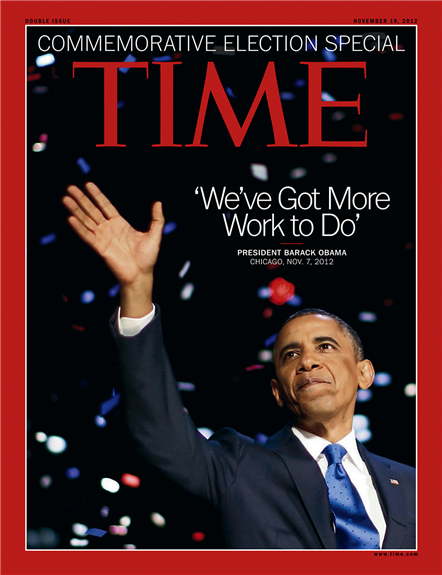 DOUBLE ISSUE
NOVEMBER 19, 2012
COMMEMORATIVE ELECTION SPECIAL
TIME
‘We’ve Got More
Work to Do’
PRESIDENT BARACK OBAMA
CHICAGO, NOV. 7, 2012
www.time.com